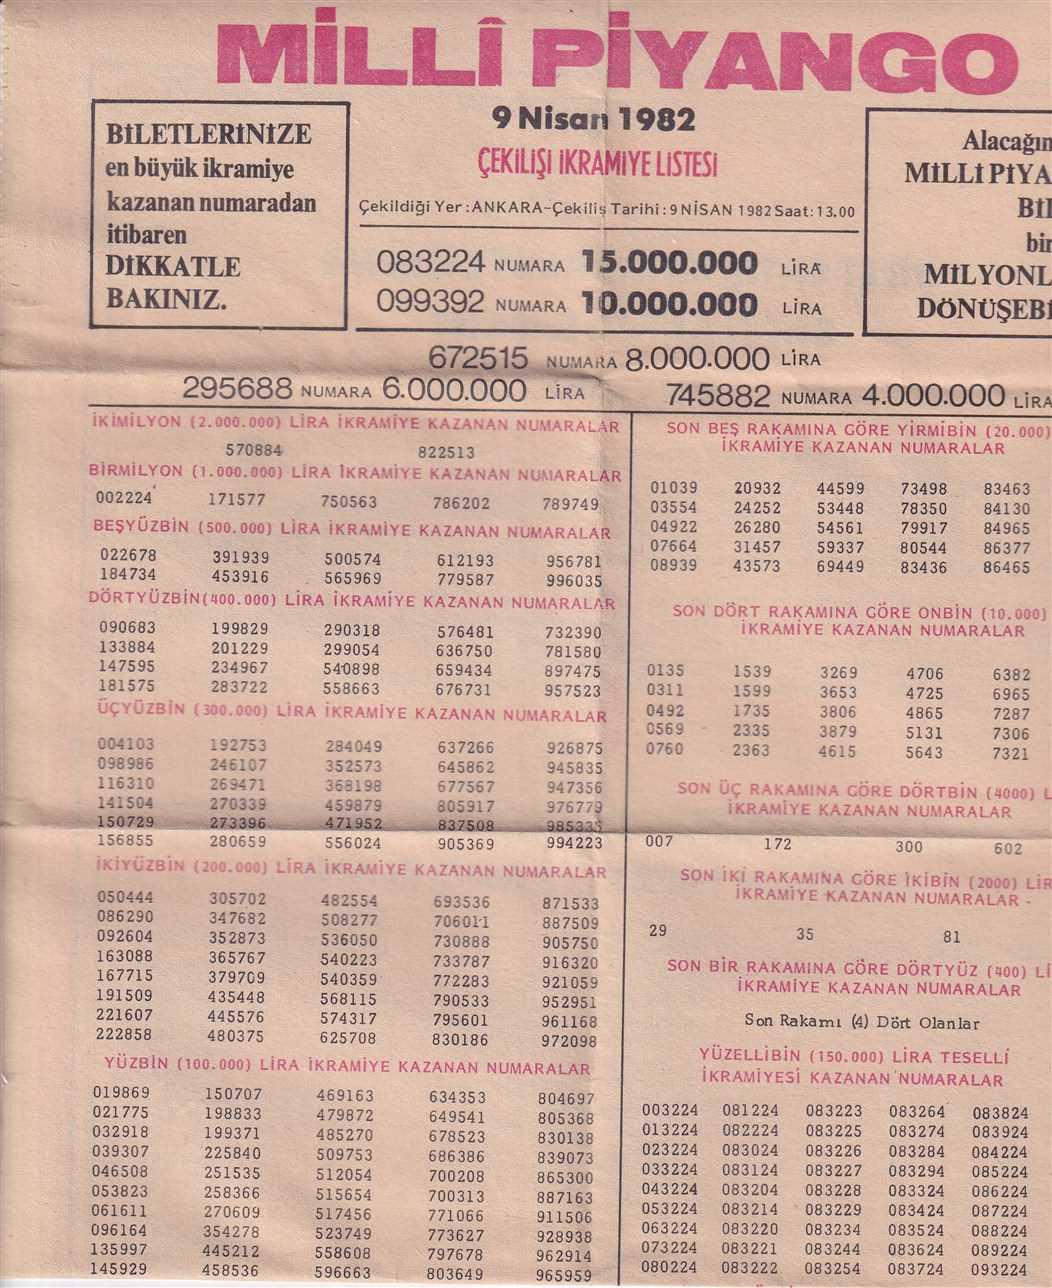 MİLLÎ PİYANGO
9 Nisan 1982
ÇEKİLİŞİ İKRAMİYE LİSTESİ
Çekildiği Yer : ANKARA-Çekiliş Tarihi : 9 NİSAN 1982 Saat : 13.00
BİLETLERİNİZE
en büyük ikramiye
kazanan numaradan
itibaren
DİKKATLE
BAKINIZ.
Alacağın
MİLLİ PİYA
Bİ
bin
MİLYONL
DÖNÜŞEBİ
083224 NUMARA 15.000.000 LİRA
099392 NUMARA 10.000.000 LİRA
672515 NUMARA 8.000.000 LİRA
295688 NUMARA 6.000.000 LİRA 745882 NUMARA 4.000.000 LİRA
İKİMİLYON (2.000.000) LİRA İKRAMİYE KAZANAN NUMARALAR
570884 822513
BİRMİLYON (1.000.000) LİRA İKRAMİYE KAZANAN NUMARALAR
002224 171577 750563 786202 789749
BEŞYÜZBİN (500.000) LİRA İKRAMİYE KAZANAN NUMARALAR
022678 391939 500574 612193 956781
184734 453916 565969 779587 996035
DÖRTYÜZBİN(400.000) LİRA İKRAMİYE KAZANAN NUMARALAR
090683 199829 290318 576481 732390
133884 201229 299054 636750 781580
147595 234967 540898 659434 897475
181575 283722 558663 676731 957523
ÜÇYÜZBİN (300.000) LİRA İKRAMİYE KAZANAN NUMARALAR
004103 192753 284049 637266 926875
098986 246107 352573 645862 945835
116310 269471 368198 677567 947356
141504 270339 459879 805917 976779
150729 273396 471952 837508 985333
156855 280659 556024 905369 994223
İKİYÜZBİN (200.000) LİRA İKRAMİYE KAZANAN NUMARALAR
050444 305702 482554 693536 871533
086290 347682 508277 706011 887509
092604 352873 536050 730888 905750
163088 365767 540223 733787 916320
167715 379709 540359 772283 921059
191509 435448 568115 790533 952951
221607 445576 574317 795601 961168
222858 480375 625708 830186 972098
YÜZBİN (100.000) LİRA İKRAMİYE KAZANAN NUMARALAR
019869 150707 469163 634353 804697
021775 198833 479872 649541 805368
032918 199371 485270 678523 830138
039307 225840 509753 686386 839073
046508 251535 512054 700208 865300
053823 258366 515654 700313 887163
061611 270609 517456 771066 911506
096164 354278 523749 773627 928938
135997 445212 558608 797678 962914
145929 458536 596663 803649 965959
SON BEŞ RAKAMINA GÖRE YİRMİBİN (20.000)
İKRAMİYE KAZANAN NUMARALAR
01039 20932 44599 73498 83463
03554 24252 53448 78350 84130
04922 26280 54561 79917 84965
07664 31457 59337 80544 86377
08939 43573 69449 83436 86465
SON DÖRT RAKAMINA GÖRE ONBİN (10.000)
İKRAMİYE KAZANAN NUMARALAR
0135 1539 3269 4706 6382
0311 1599 3653 4725 6965
0492 1735 3806 4865 7287
0569 2335 3879 5131 7306
0760 2363 4615 5643 7321
SON ÜÇ RAKAMINA GÖRE DÖRTBİN (4000) L
İKRAMİYE KAZANAN NUMARALAR
007 172 300 602
SON İKİ RAKAMINA GÖRE İKİBİN (2000) LİR
İKRAMİYE KAZANAN NUMARALAR
29 35 81
SON BİR RAKAMINA GÖRE DÖRTYÜZ (400) Lİ
İKRAMİYE KAZANAN NUMARALAR
Son Rakamı (4) Dört Olanlar
YÜZELLİBİN (150.000) LİRA TESELLİ
İKRAMİYESİ KAZANAN NUMARALAR
003224 081224 083223 083264 083824
013224 082224 083225 083274 083924
023224 083024 083226 083284 084224
033224 083124 083227 083294 085224
043224 083204 083228 083324 086224
053224 083214 083229 083424 087224
063224 083220 083234 083524 088224
073224 083221 083244 083624 089224
080224 083222 083254 083724 093224